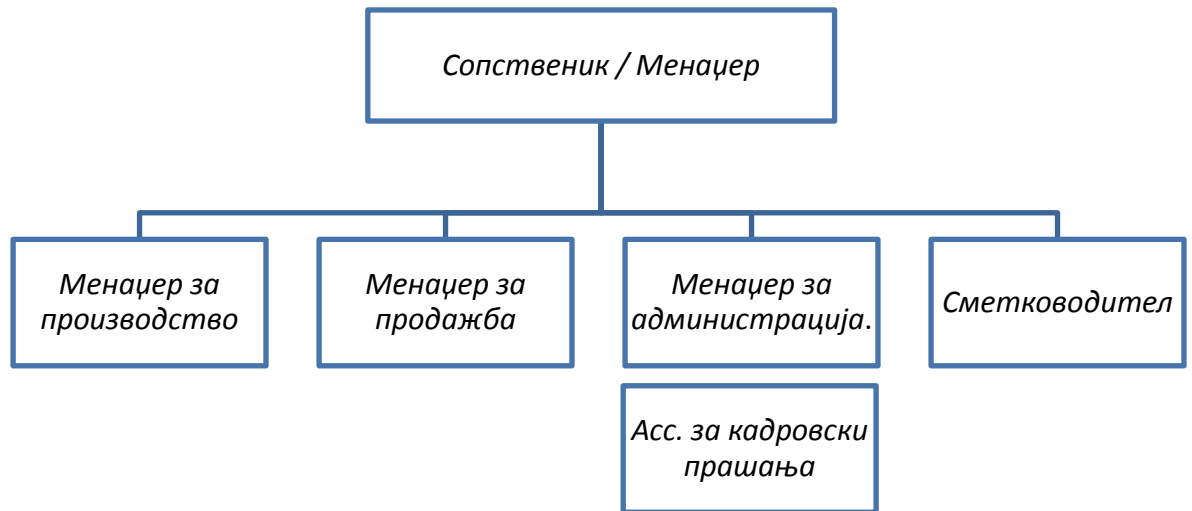 Сопственик / Менаџер
Менаџер за
производство
Менаџер за
продажба
Менаџер за
администрација.
Сметководител
Асс. за кадровски
прашања